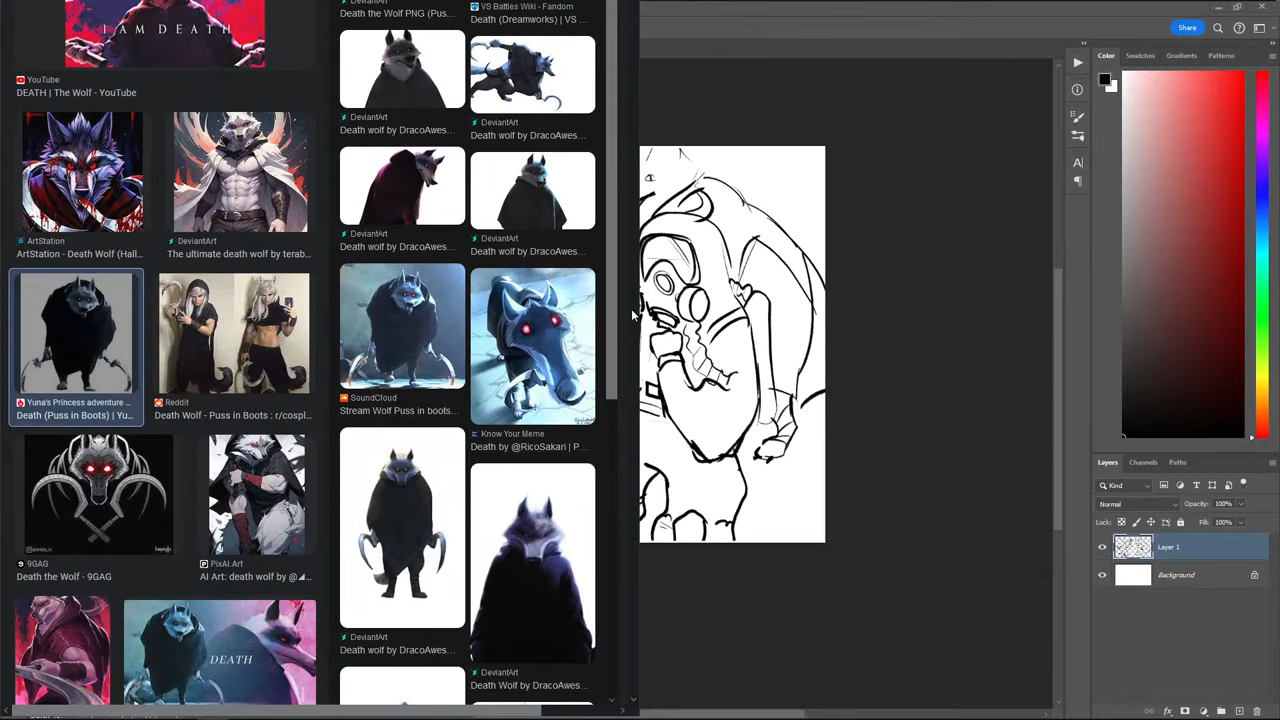 DeviantArt
Death the Wolf PNG (Pus...
VS Battles Wiki - Fandom
Death (Dreamworks) | VS ...
I AM DEATH
YouTube
DEATH | The Wolf - YouTube
DeviantArt
Death wolf by DracoAwes...
DeviantArt
Death wolf by DracoAwes...
ArtStation
ArtStation - Death Wolf (Hall...
DeviantArt
The ultimate death wolf by terab...
DeviantArt
Death wolf by DracoAwes...
DeviantArt
Death wolf by DracoAwes...
Yuna's Princess adventure ...
Death (Puss in Boots) | Yu...
Reddit
Death Wolf - Puss in Boots : r/cospl...
SoundCloud
Stream Wolf Puss in boots...
Know Your Meme
Death by @RicoSakari | P...
9GAG
Death the Wolf - 9GAG
PixAI.Art
AI Art: death wolf by @◢...
DEATH
DeviantArt
Death wolf by DracoAwes...
DeviantArt
Death Wolf by DracoAwes...
Share
Color
Swatches
Gradients
Patterns
Layers
Channels
Paths
Kind
Normal
Opacity: 100%
Lock:
Fill: 100%
Layer 1
Background